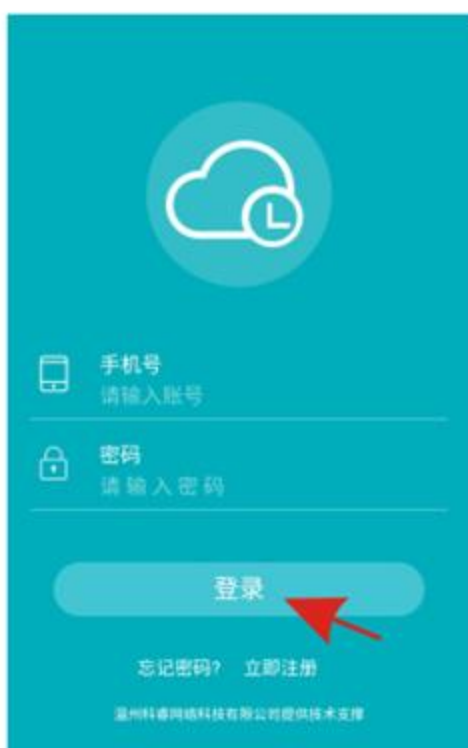 手机号
请输入账号
密码
请输入密码
登录
忘记密码? 立即注册
温州科睿网络科技有限公司提供技术支撑